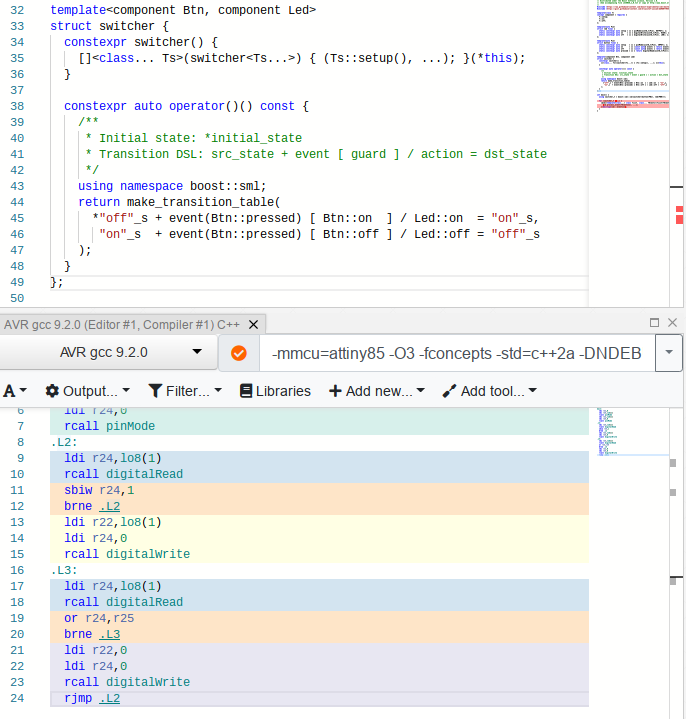 32 template<component Btn, component Led>
33 struct switcher {
34   constexpr switcher() {
35     []<class... Ts>(switcher<Ts...>) { (Ts::setup(), ...); }(*this);
36   }
37
38   constexpr auto operator()() const {
39     /**
40      * Initial state: *initial_state
41      * Transition DSL: src_state + event [ guard ] / action = dst_state
42      */
43     using namespace boost::sml;
44     return make_transition_table(
45       *"off"_s + event(Btn::pressed) [ Btn::on  ] / Led::on  = "on"_s,
46        "on"_s  + event(Btn::pressed) [ Btn::off ] / Led::off = "off"_s
47     );
48   }
49 };
50
AVR gcc 9.2.0 (Editor #1, Compiler #1) C++ X
AVR gcc 9.2.0 -mmcu=attiny85 -O3 -fconcepts -std=c++2a -DNDEB
A Output... Filter... Libraries + Add new... Add tool...
6   ldi r24,0
7   rcall pinMode
8 .L2:
9   ldi r24,lo8(1)
10   rcall digitalRead
11   sbiw r24,1
12   brne .L2
13   ldi r22,lo8(1)
14   ldi r24,0
15   rcall digitalWrite
16 .L3:
17   ldi r24,lo8(1)
18   rcall digitalRead
19   or r24,r25
20   brne .L3
21   ldi r22,0
22   ldi r24,0
23   rcall digitalWrite
24   rjmp .L2